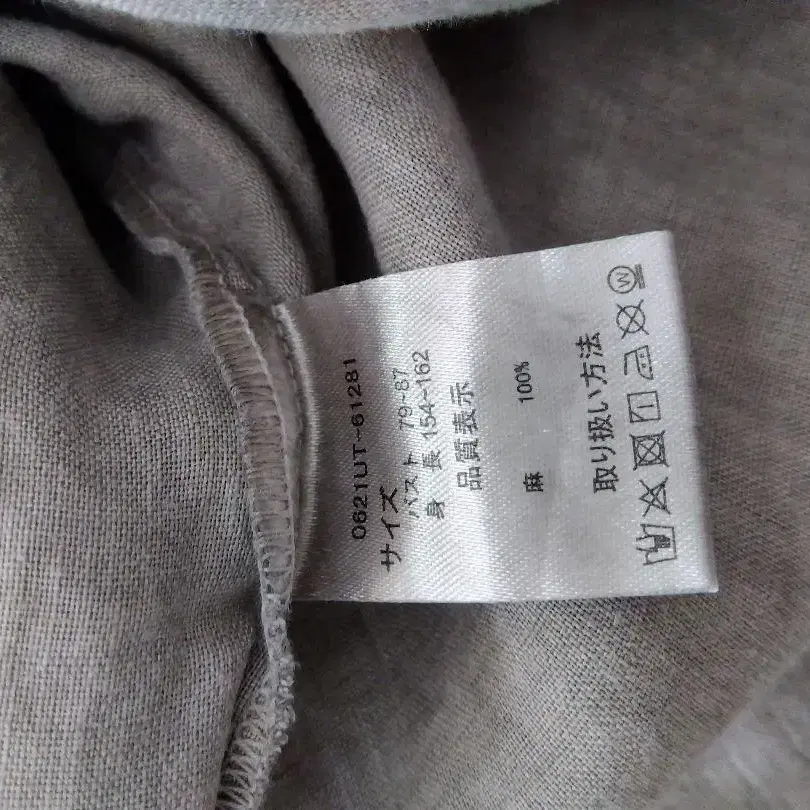 0621UT-61281
サイズ
バスト 79~87
身 長 154~162
品質表示
麻 100%
取り扱い方法
W